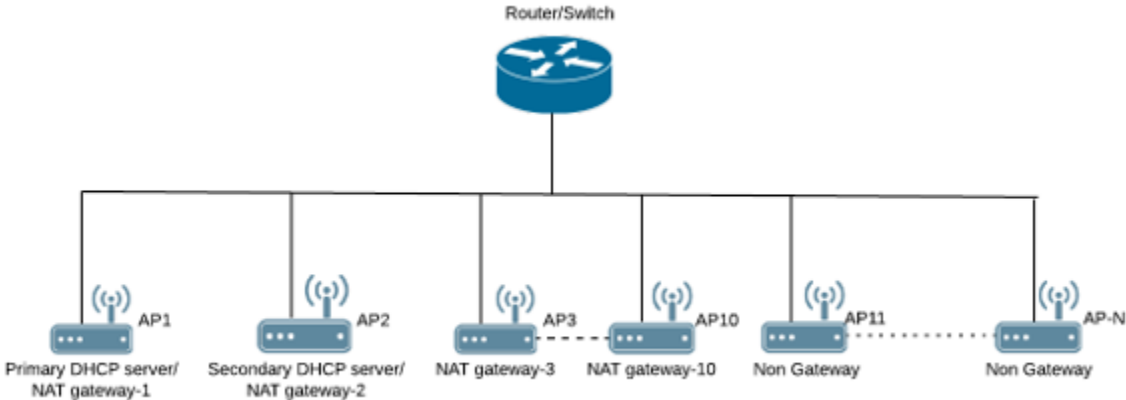 Router/Switch
AP1
AP2
AP3
AP10
AP11
AP-N
Primary DHCP server/
NAT gateway-1
Secondary DHCP server/
NAT gateway-2
NAT gateway-3
NAT gateway-10
Non Gateway
Non Gateway